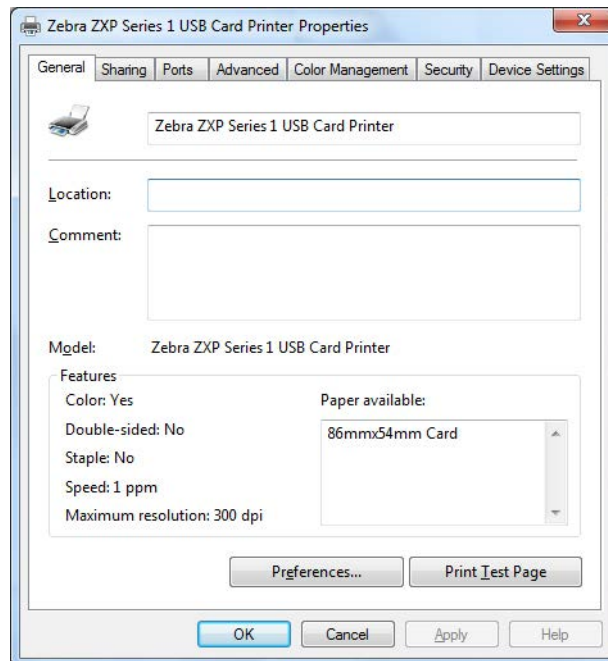 Zebra ZXP Series 1 USB Card Printer Properties
General Sharing Ports Advanced Color Management Security Device Settings
Zebra ZXP Series 1 USB Card Printer
Location:
Comment:
Model: Zebra ZXP Series 1 USB Card Printer
Features
Color: Yes
Paper available:
Double-sided: No
86mmx54mm Card
Staple: No
Speed: 1 ppm
Maximum resolution: 300 dpi
Preferences... Print Test Page
OK Cancel Apply Help